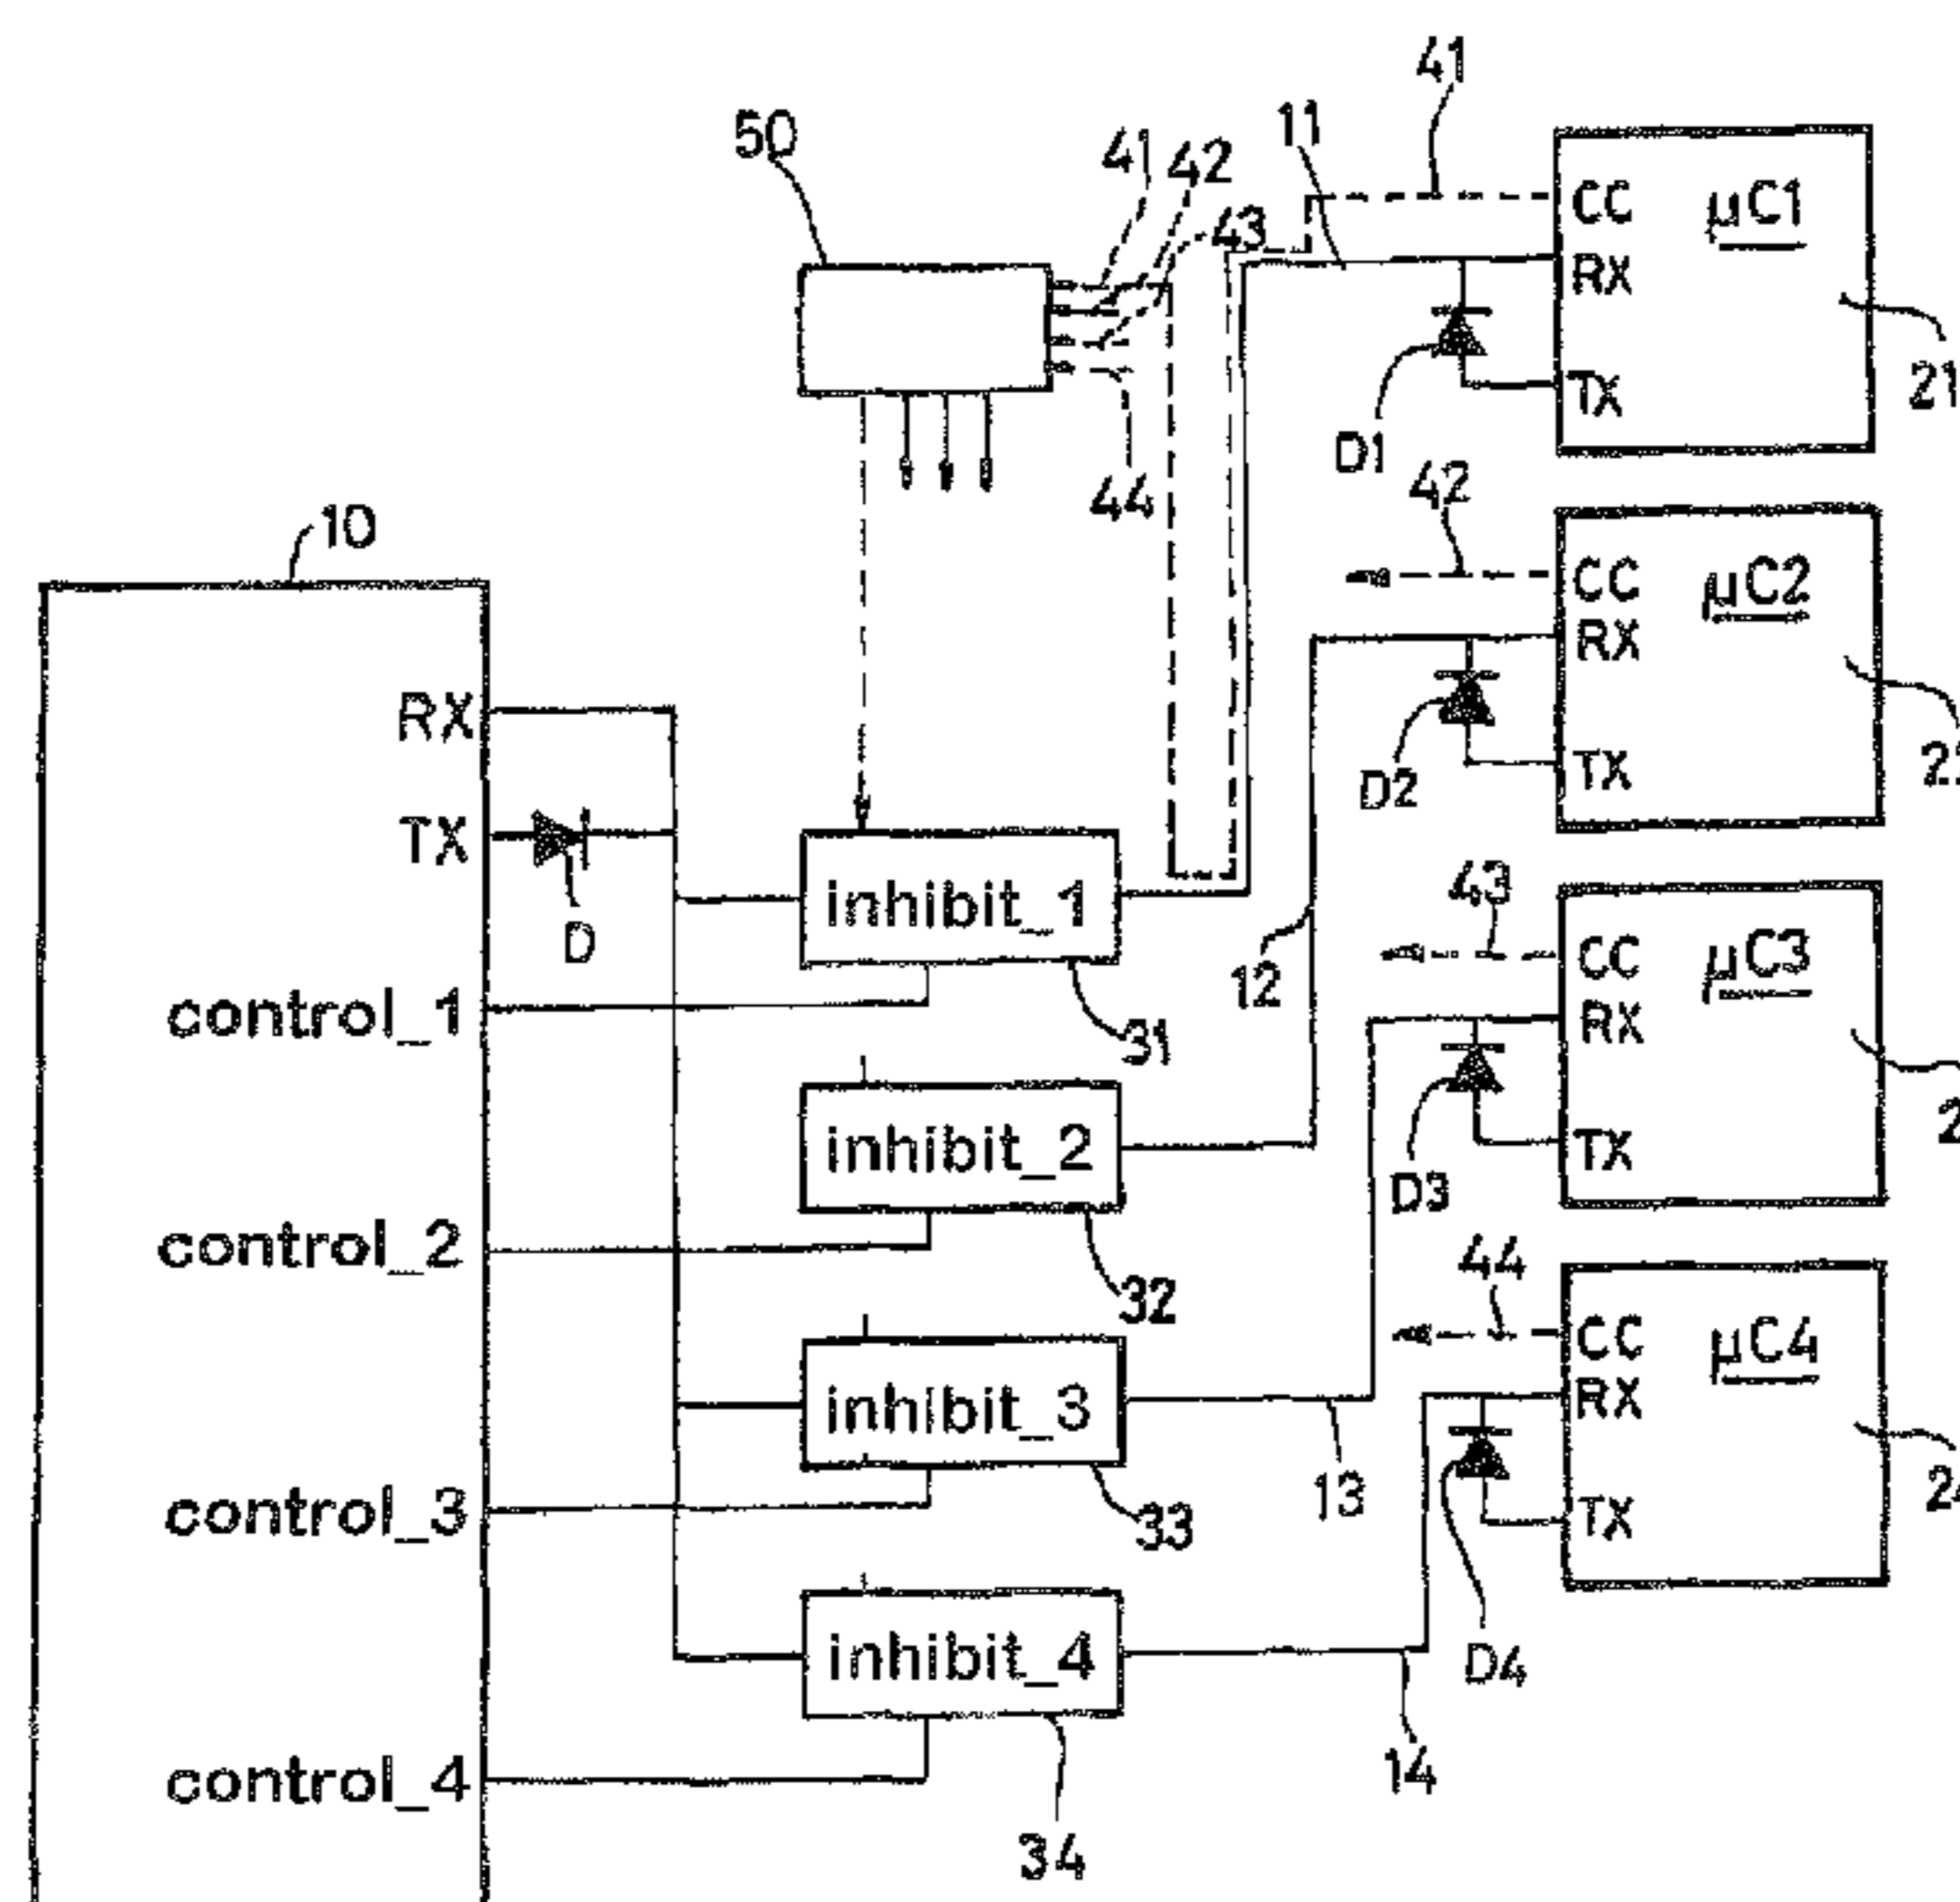 41
11
50
41
42
43
CC
µC1
RX
TX
21
D1
44
42
10
CC
µC2
RX
TX
D2
RX
TX
D
inhibit_1
43
CC
µC3
RX
TX
12
control_1
31
inhibit_2
D3
control_2
32
44
CC
µC4
RX
TX
inhibit_3
13
control_3
33
inhibit_4
D4
14
control_4
34